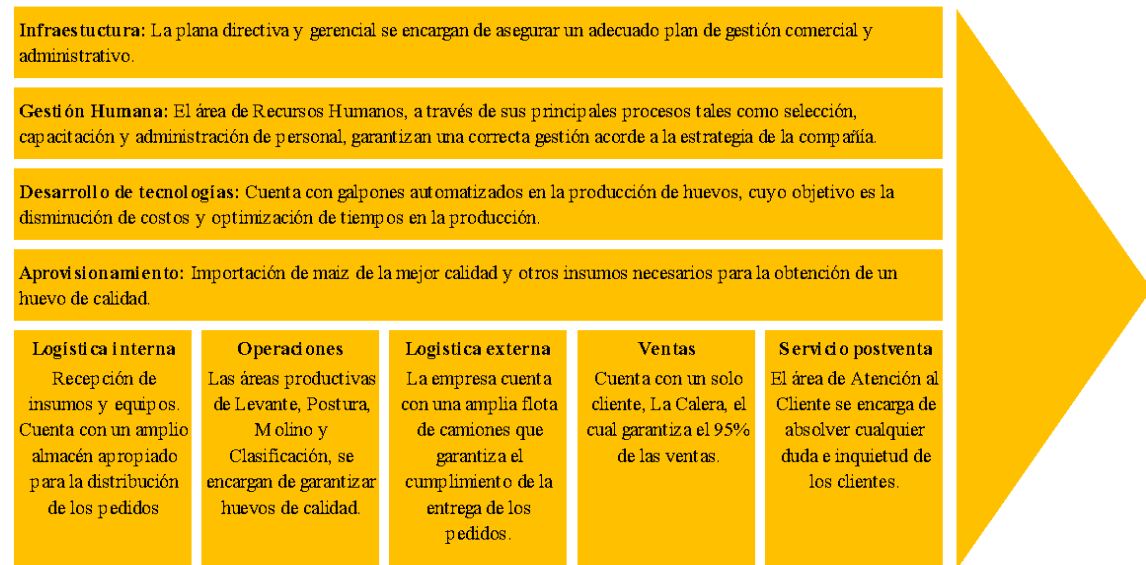 Infraestuctura: La plana directiva y gerencial se encargan de asegurar un adecuado plan de gestión comercial y
administrativo.
Gestión Humana: El área de Recursos Humanos, a través de sus principales procesos tales como selección,
capacitación y administración de personal, garantizan una correcta gestión acorde a la estrategia de la compañía.
Desarrollo de tecnologías: Cuenta con galpones automatizados en la producción de huevos, cuyo objetivo es la
disminución de costos y optimización de tiempos en la producción.
Aprovisionamiento: Importación de maiz de la mejor calidad y otros insumos necesarios para la obtención de un
huevo de calidad.
Logística interna
Recepción de
insumos y equipos.
Cuenta con un amplio
almacén apropiado
para la distribución
de los pedidos
Operaciones
Las áreas productivas
de Levante, Postura,
Molino y
Clasificación, se
encargan de garantizar
huevos de calidad.
Logistica externa
La empresa cuenta
con una amplia flota
de camiones que
garantiza el
cumplimiento de la
entrega de los
pedidos.
Ventas
Cuenta con un solo
cliente, La Calera, el
cual garantiza el 95%
de las ventas.
Servicio postventa
El área de Atención al
Cliente se encarga de
absolver cualquier
duda e inquietud de
los clientes.